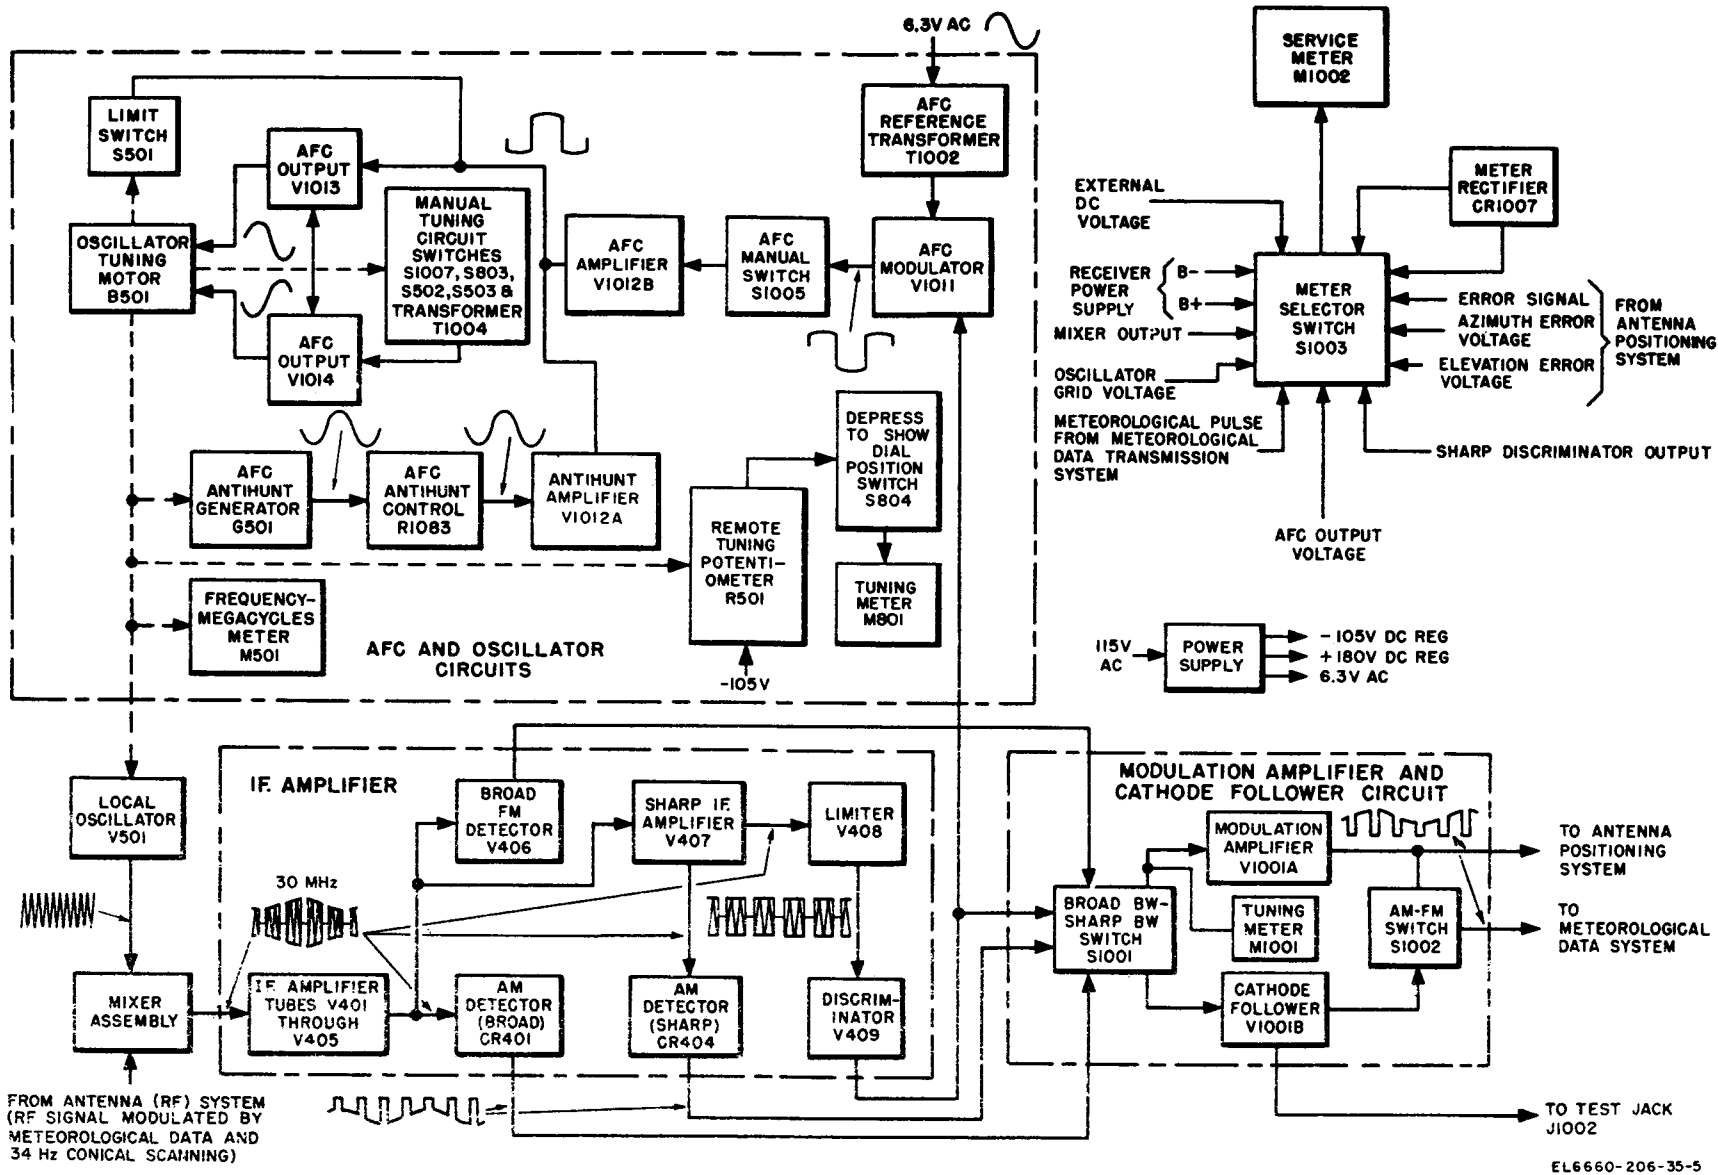 6.3V AC
LIMIT
SWITCH
S501
AFC
OUTPUT
V1013
AFC
REFERENCE
TRANSFORMER
T1002
SERVICE
METER
M1002
METER
RECTIFIER
CR1007
EXTERNAL
DC
VOLTAGE
OSCILLATOR
TUNING
MOTOR
B501
MANUAL
TUNING
CIRCUIT
SWITCHES
S1007, S803,
S502, S503 &
TRANSFORMER
T1004
AFC
AMPLIFIER
V1012B
AFC
MANUAL
SWITCH
S1005
AFC
MODULATOR
V1011
RECEIVER
POWER
SUPPLY
B-
B+
MIXER OUTPUT
OSCILLATOR
GRID VOLTAGE
METER
SELECTOR
SWITCH
S1003
ERROR SIGNAL
AZIMUTH ERROR
VOLTAGE
ELEVATION ERROR
VOLTAGE
FROM
ANTENNA
POSITIONING
SYSTEM
AFC
OUTPUT
V1014
METEOROLOGICAL PULSE
FROM METEOROLOGICAL
DATA TRANSMISSION
SYSTEM
SHARP DISCRIMINATOR OUTPUT
AFC OUTPUT
VOLTAGE
AFC
ANTIHUNT
GENERATOR
G501
AFC
ANTIHUNT
CONTROL
R1083
ANTIHUNT
AMPLIFIER
V1012A
REMOTE
TUNING
POTENTI-
OMETER
R501
DEPRESS
TO SHOW
DIAL
POSITION
SWITCH
S804
TUNING
METER
M801
FREQUENCY-
MEGACYCLES
METER
M501
AFC AND OSCILLATOR
CIRCUITS
-105V
115V
AC
POWER
SUPPLY
-105V DC REG
+180V DC REG
6.3V AC
LOCAL
OSCILLATOR
V501
I.F. AMPLIFIER
BROAD
FM
DETECTOR
V406
SHARP I.F.
AMPLIFIER
V407
LIMITER
V408
30 MHz
MIXER
ASSEMBLY
I.F. AMPLIFIER
TUBES V401
THROUGH
V405
AM
DETECTOR
(BROAD)
CR401
AM
DETECTOR
(SHARP)
CR404
DISCRIM-
INATOR
V409
MODULATION AMPLIFIER AND
CATHODE FOLLOWER CIRCUIT
MODULATION
AMPLIFIER
V1001A
BROAD BW-
SHARP BW
SWITCH
S1001
TUNING
METER
M1001
AM-FM
SWITCH
S1002
CATHODE
FOLLOWER
V1001B
TO ANTENNA
POSITIONING
SYSTEM
TO
METEOROLOGICAL
DATA SYSTEM
FROM ANTENNA (RF) SYSTEM
(RF SIGNAL MODULATED BY
METEOROLOGICAL DATA AND
34 Hz CONICAL SCANNING)
TO TEST JACK
J1002
EL6660-206-35-5